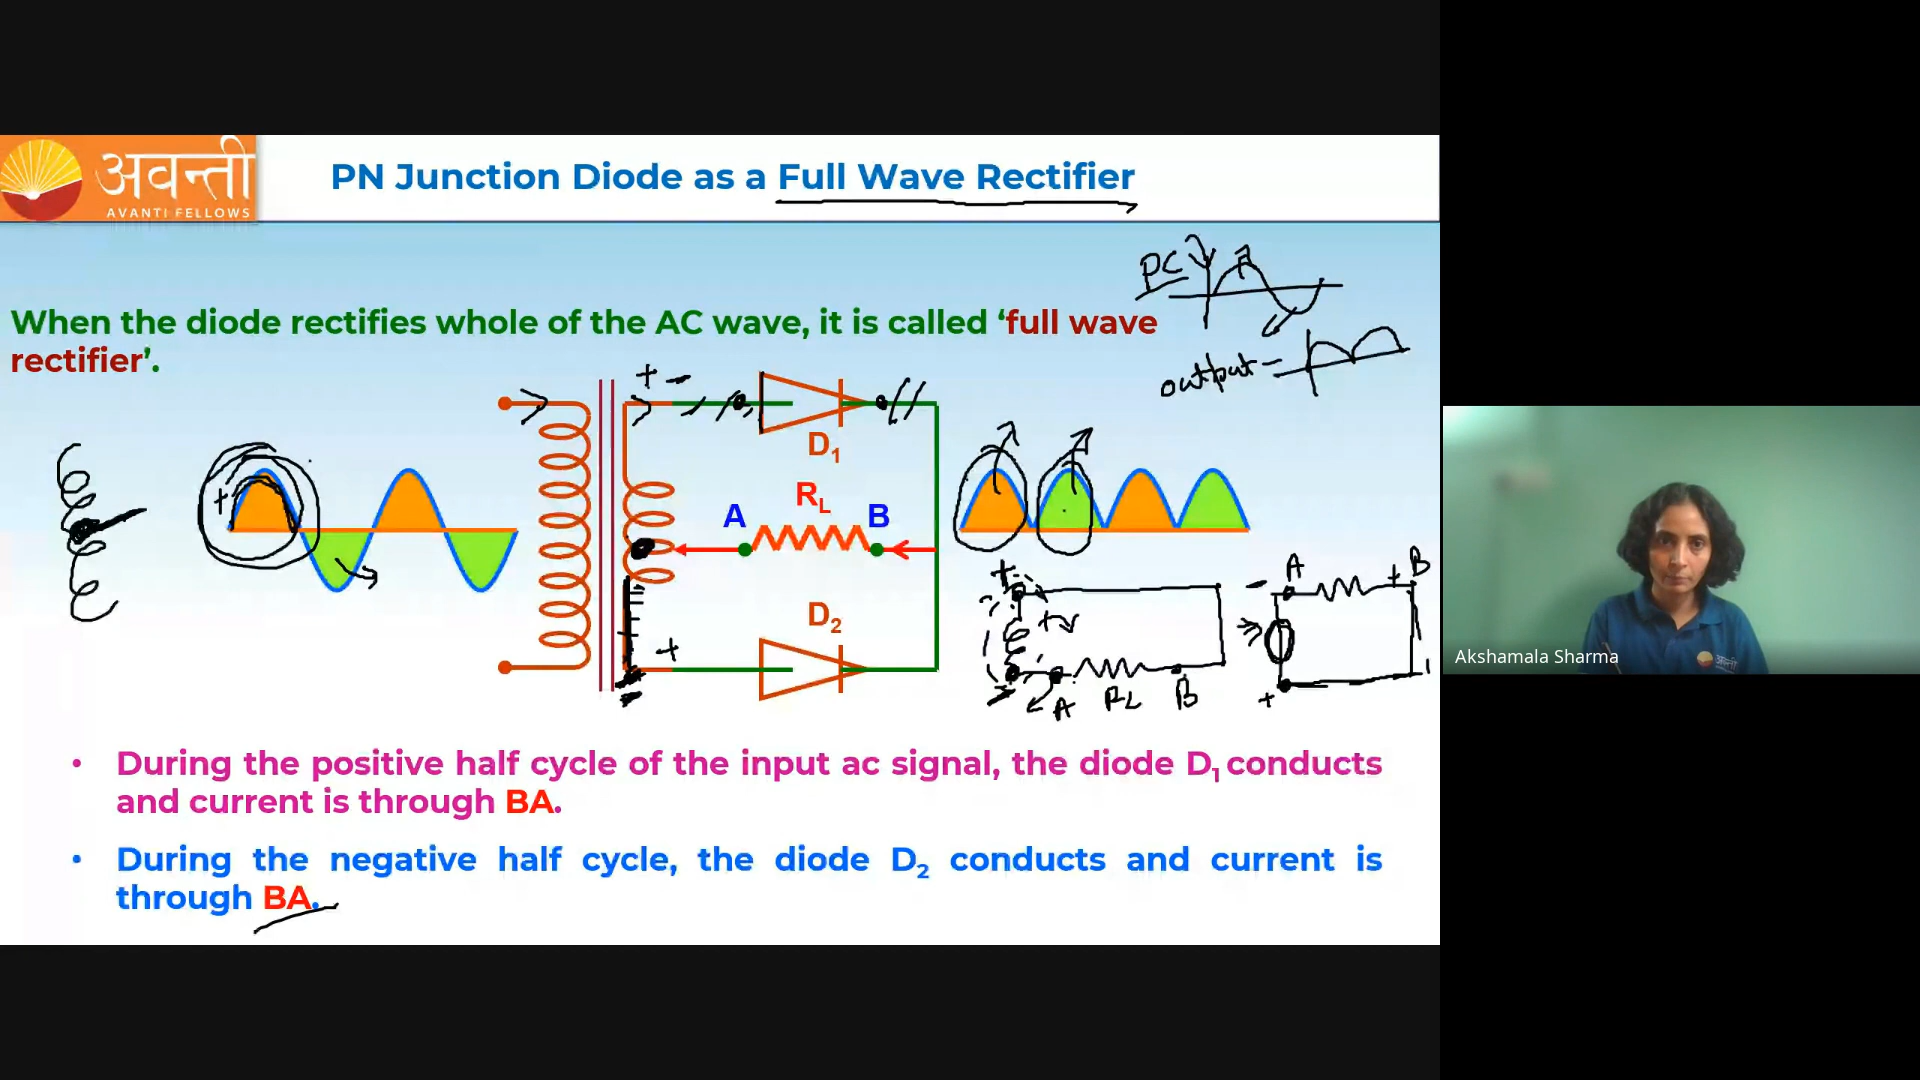 अवन्ती
AVANTI FELLOWS
PN Junction Diode as a Full Wave Rectifier
When the diode rectifies whole of the AC wave, it is called ‘full wave
rectifier’.
output =
+ -
D1
RL
A B
D2
+
+
+
A RL B
- A + B
+
Akshamala Sharma
• During the positive half cycle of the input ac signal, the diode D1 conducts
and current is through BA.
• During the negative half cycle, the diode D2 conducts and current is
through BA.